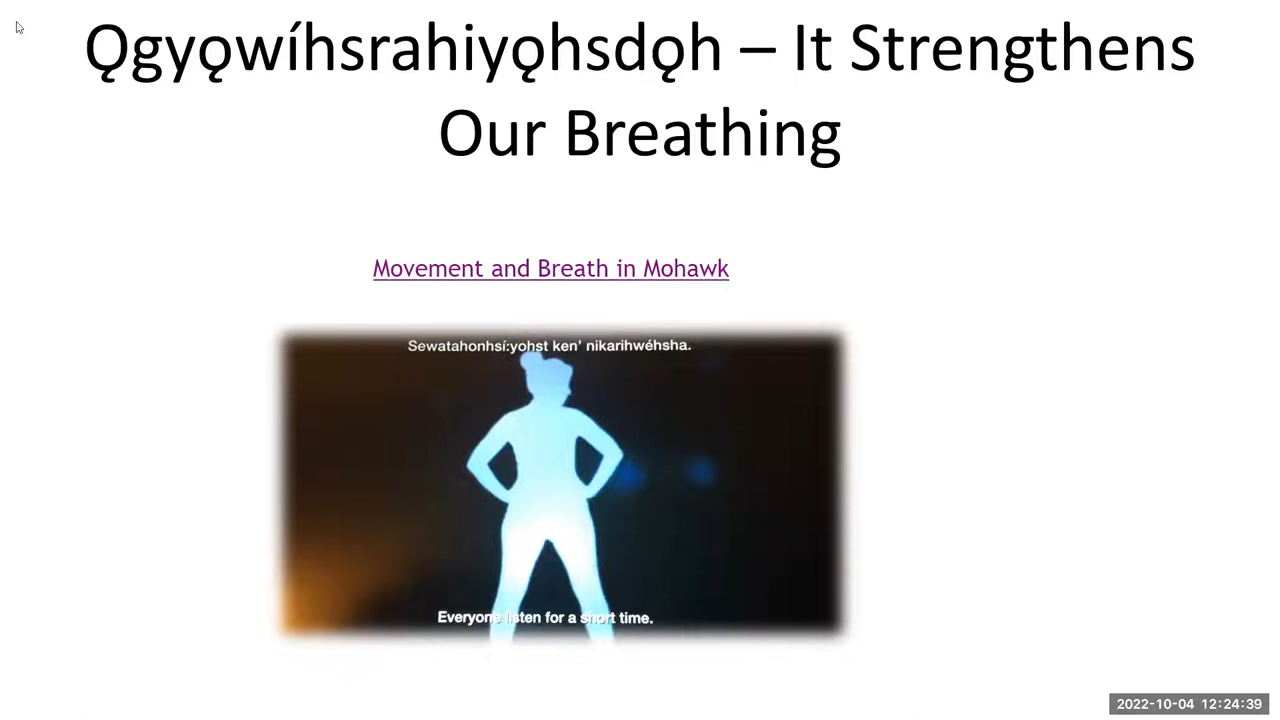 Ǫgyǫwíhsrahiyǫhsdǫh – It Strengthens
Our Breathing
Movement and Breath in Mohawk
Sewatahonhsí:yohst ken' nikarihwéhsha.
Everyone listen for a short time.
2022-10-04 12:24:39